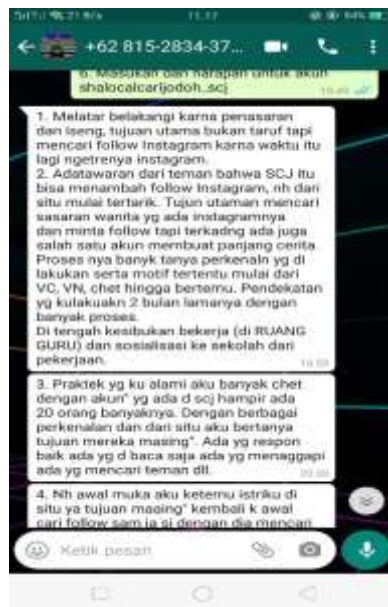 11.17
+62 815-2834-37...
6. Masukan dan harapan untuk akun
shalocalcarijodoh_scj
1. Melatar belakangi karna penasaran
dan iseng, tujuan utama bukan taruf tapi
mencari follow Instagram karna waktu itu
lagi ngetrenya instagram.
2. Adatawaran dari teman bahwa SCJ itu
bisa menambah follow Instagram, nh dari
situ mulai tertarik. Tujun utaman mencari
sasaran wanita yg ada instagramnya
dan minta follow tapi terkadng ada juga
salah satu akun membuat panjang cerita
Proses nya banyk tanya perkenaln yg di
lakukan serta motif tertentu mulai dari
VC, VN, chet hingga bertemu. Pendekatan
yg kulakuakn 2 bulan lamanya dengan
banyak proses.
Di tengah kesibukan bekerja (di RUANG
GURU) dan sosialisasi ke sekolah dari
pekerjaan.
3. Praktek yg ku alami aku banyak chet
dengan akun" yg ada d scj hampir ada
20 orang banyaknya. Dengan berbagai
perkenalan dan dari situ aku bertanya
tujuan mereka masing". Ada yg respon
baik ada yg d baca saja ada yg menaggapi
ada yg mencari teman dll.
4. Nh awal muka aku ketemu istriku di
situ ya tujuan maaing" kembali k awal
cari follow sam ja si dengan dia mencari
Ketik pesan